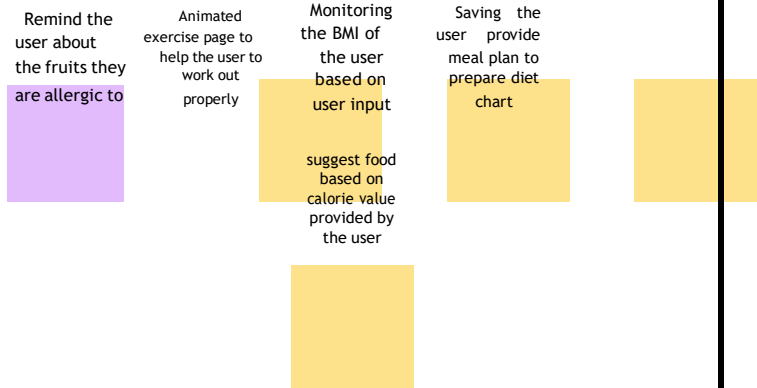 Remind the
user about
the fruits they
are allergic to
Animated
exercise page to
help the user to
work out
properly
Monitoring
the BMI of
the user
based on
user input
suggest food
based on
calorie value
provided by
the user
Saving the
user provide
meal plan to
prepare diet
chart